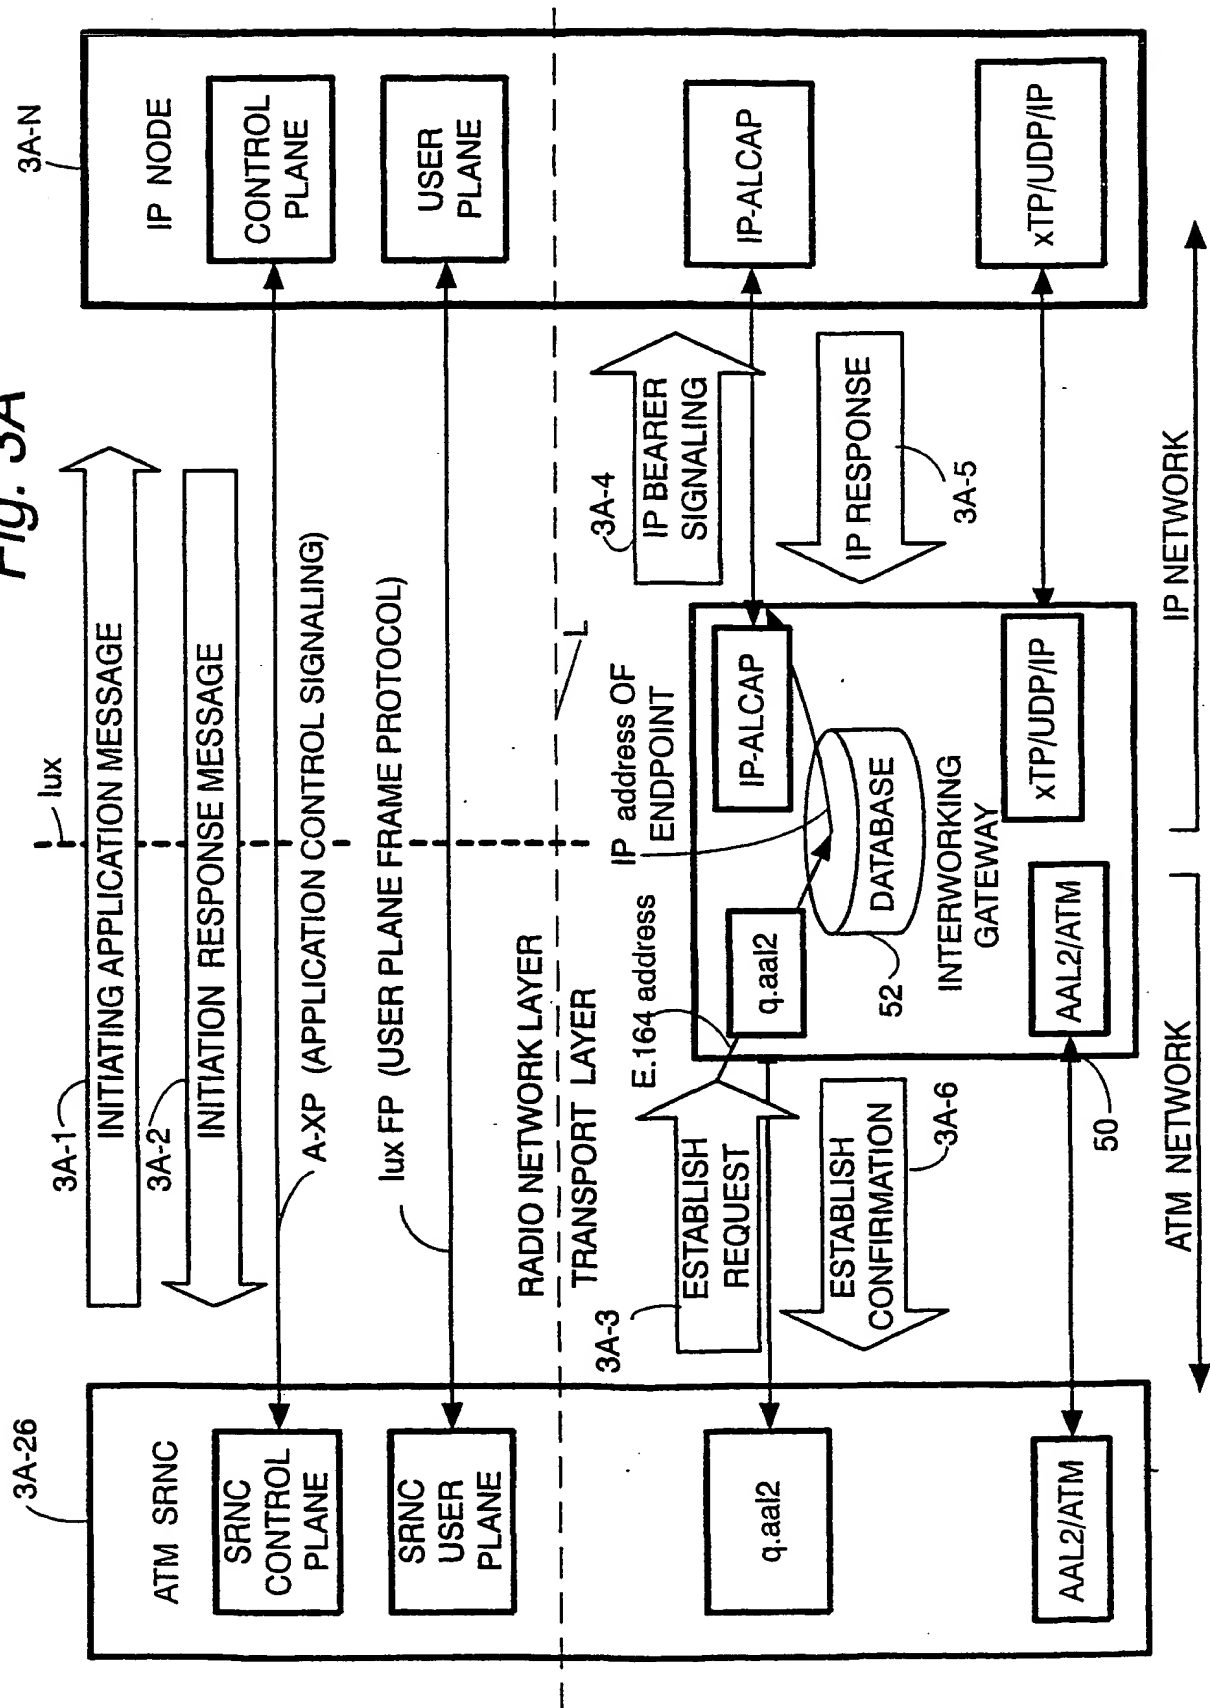 Fig. 3A
3A-26
ATM SRNC
SRNC
CONTROL
PLANE
SRNC
USER
PLANE
q.aal2
AAL2/ATM
3A-1
INITIATING APPLICATION MESSAGE
3A-2
INITIATION RESPONSE MESSAGE
Iux
A-XP (APPLICATION CONTROL SIGNALING)
Iux FP (USER PLANE FRAME PROTOCOL)
RADIO NETWORK LAYER
TRANSPORT LAYER
L
3A-3
ESTABLISH
REQUEST
E.164 address
ESTABLISH
CONFIRMATION
3A-6
IP address OF
ENDPOINT
q.aal2
IP-ALCAP
DATABASE
52
INTERWORKING
GATEWAY
AAL2/ATM
xTP/UDP/IP
50
3A-4
IP BEARER
SIGNALING
IP RESPONSE
3A-5
3A-N
IP NODE
CONTROL
PLANE
USER
PLANE
IP-ALCAP
xTP/UDP/IP
ATM NETWORK
IP NETWORK